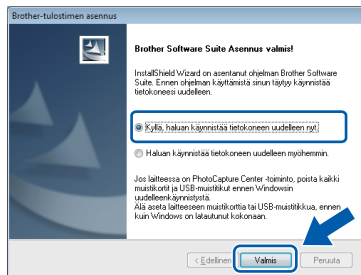 Brother-tulostimen asennus
Brother Software Suite Asennus valmis!
InstallShield Wizard on asentanut ohjelman Brother Software
Suite. Ennen ohjelman käyttämistä sinun täytyy käynnistää
tietokoneesi uudelleen.
Kyllä, haluan käynnistää tietokoneen uudelleen nyt.
Haluan käynnistää tietokoneen uudelleen myöhemmin.
Jos laitteessa on PhotoCapture Center -toiminto, poista kaikki
muistikortit ja USB-muistitikut ennen Windowsin
uudelleenkäynnistystä.
Älä aseta laitteeseen muistikorttia tai USB-muistitikkua, ennen
kuin Windows on latautunut kokonaan.
< Edellinen
Valmis
Peruuta